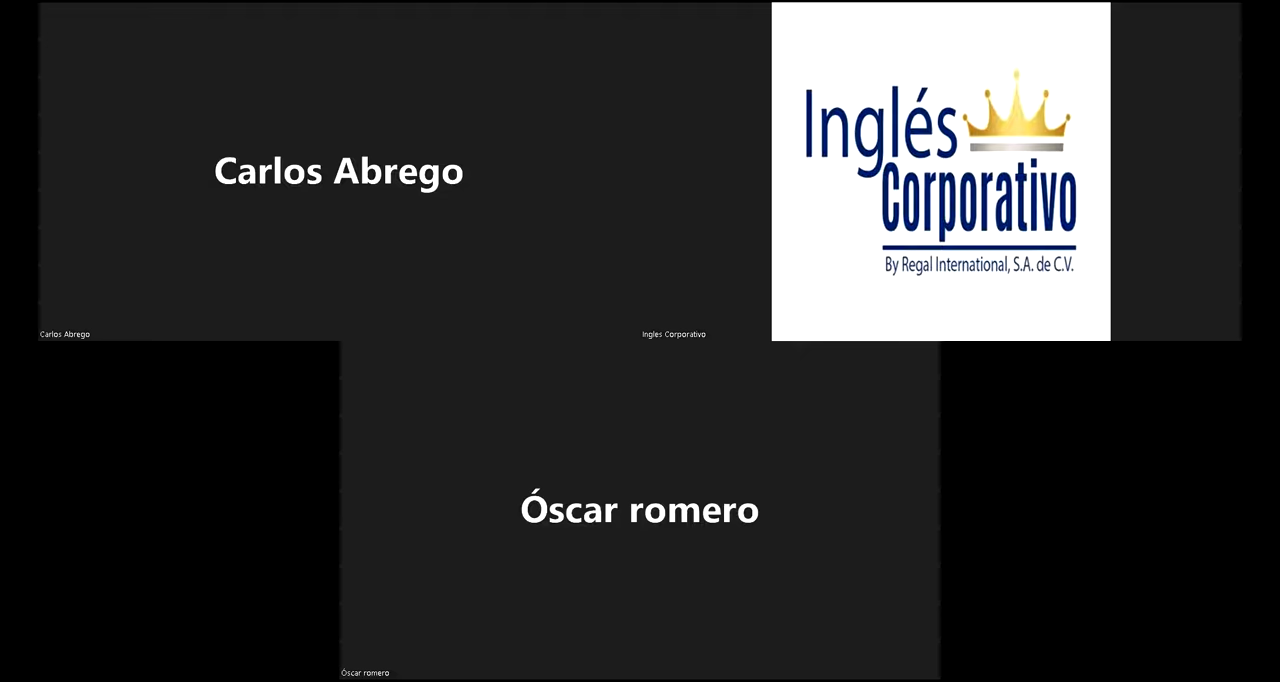 Carlos Abrego
Inglés
Corporativo
By Regal International, S.A. de C.V.
Carlos Abrego
Ingles Corporativo
Óscar romero
Óscar romero